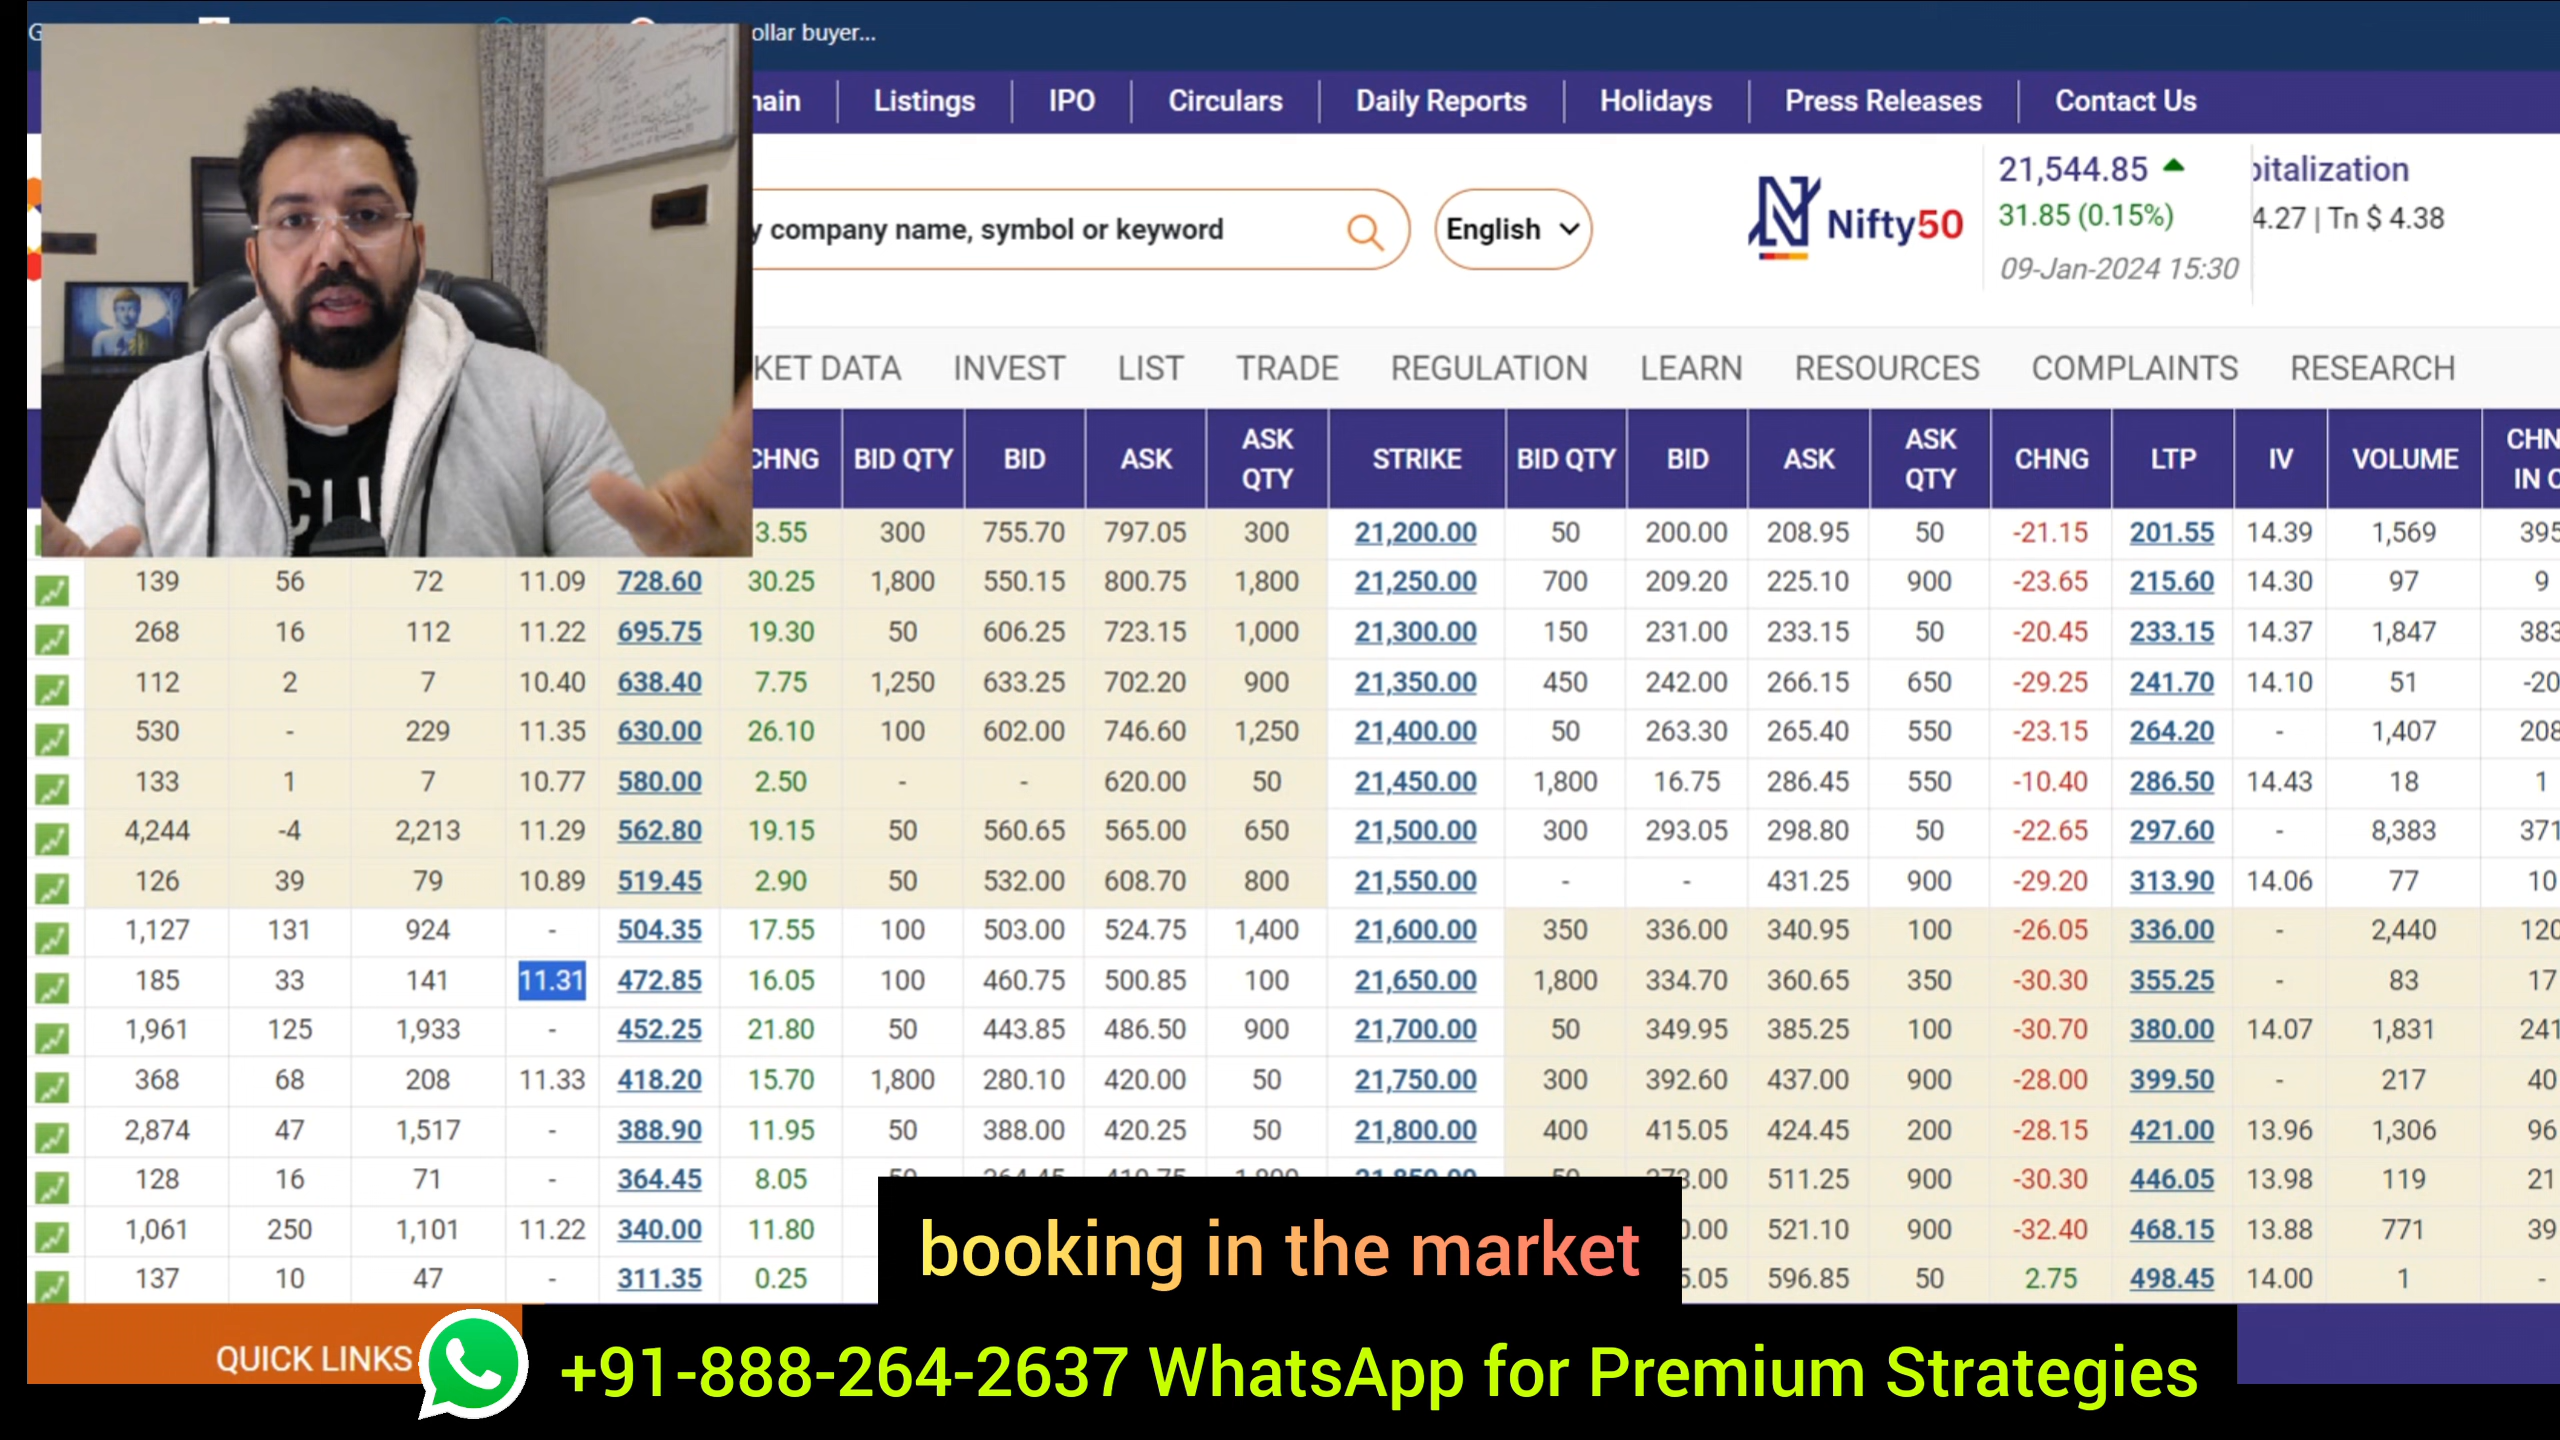 ollar buyer...
Listings IPO Circulars Daily Reports Holidays Press Releases Contact Us
company name, symbol or keyword English
Nifty50
21,544.85
31.85 (0.15%)
09-Jan-2024 15:30
4.27 | Tn $ 4.38
KET DATA INVEST LIST TRADE REGULATION LEARN RESOURCES COMPLAINTS RESEARCH
CHNG BID QTY BID ASK ASK QTY STRIKE BID QTY BID ASK ASK QTY CHNG LTP IV VOLUME
3.55 300 755.70 797.05 300 21,200.00 50 200.00 208.95 50 -21.15 201.55 14.39 1,569 395
139 56 72 11.09 728.60 30.25 1,800 550.15 800.75 1,800 21,250.00 700 209.20 225.10 900 -23.65 215.60 14.30 97 9
268 16 112 11.22 695.75 19.30 50 606.25 723.15 1,000 21,300.00 150 231.00 233.15 50 -20.45 233.15 14.37 1,847 383
112 2 7 10.40 638.40 7.75 1,250 633.25 702.20 900 21,350.00 450 242.00 266.15 650 -29.25 241.70 14.10 51 -20
530 - 229 11.35 630.00 26.10 100 602.00 746.60 1,250 21,400.00 50 263.30 265.40 550 -23.15 264.20 - 1,407 208
133 1 7 10.77 580.00 2.50 - - 620.00 50 21,450.00 1,800 16.75 286.45 550 -10.40 286.50 14.43 18 1
4,244 -4 2,213 11.29 562.80 19.15 50 560.65 565.00 650 21,500.00 300 293.05 298.80 50 -22.65 297.60 - 8,383 371
126 39 79 10.89 519.45 2.90 50 532.00 608.70 800 21,550.00 - - 431.25 900 -29.20 313.90 14.06 77 10
1,127 131 924 - 504.35 17.55 100 503.00 524.75 1,400 21,600.00 350 336.00 340.95 100 -26.05 336.00 - 2,440 120
185 33 141 11.31 472.85 16.05 100 460.75 500.85 100 21,650.00 1,800 334.70 360.65 350 -30.30 355.25 - 83 17
1,961 125 1,933 - 452.25 21.80 50 443.85 486.50 900 21,700.00 50 349.95 385.25 100 -30.70 380.00 14.07 1,831 241
368 68 208 11.33 418.20 15.70 1,800 280.10 420.00 50 21,750.00 300 392.60 437.00 900 -28.00 399.50 - 217 40
2,874 47 1,517 - 388.90 11.95 50 388.00 420.25 50 21,800.00 400 415.05 424.45 200 -28.15 421.00 13.96 1,306 96
128 16 71 - 364.45 8.05 511.25 900 -30.30 446.05 13.98 119 21
1,061 250 1,101 11.22 340.00 11.80 521.10 900 -32.40 468.15 13.88 771 39
137 10 47 - 311.35 0.25 596.85 50 2.75 498.45 14.00 1 -
booking in the market
QUICK LINKS
+91-888-264-2637 WhatsApp for Premium Strategies